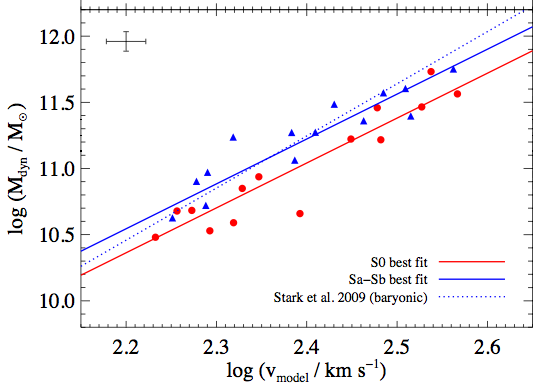 12.0
11.5
11.0
10.5
10.0
log (M_dyn / M_⊙)
S0 best fit
Sa−Sb best fit
Stark et al. 2009 (baryonic)
2.2 2.3 2.4 2.5 2.6
log (v_model / km s⁻¹)